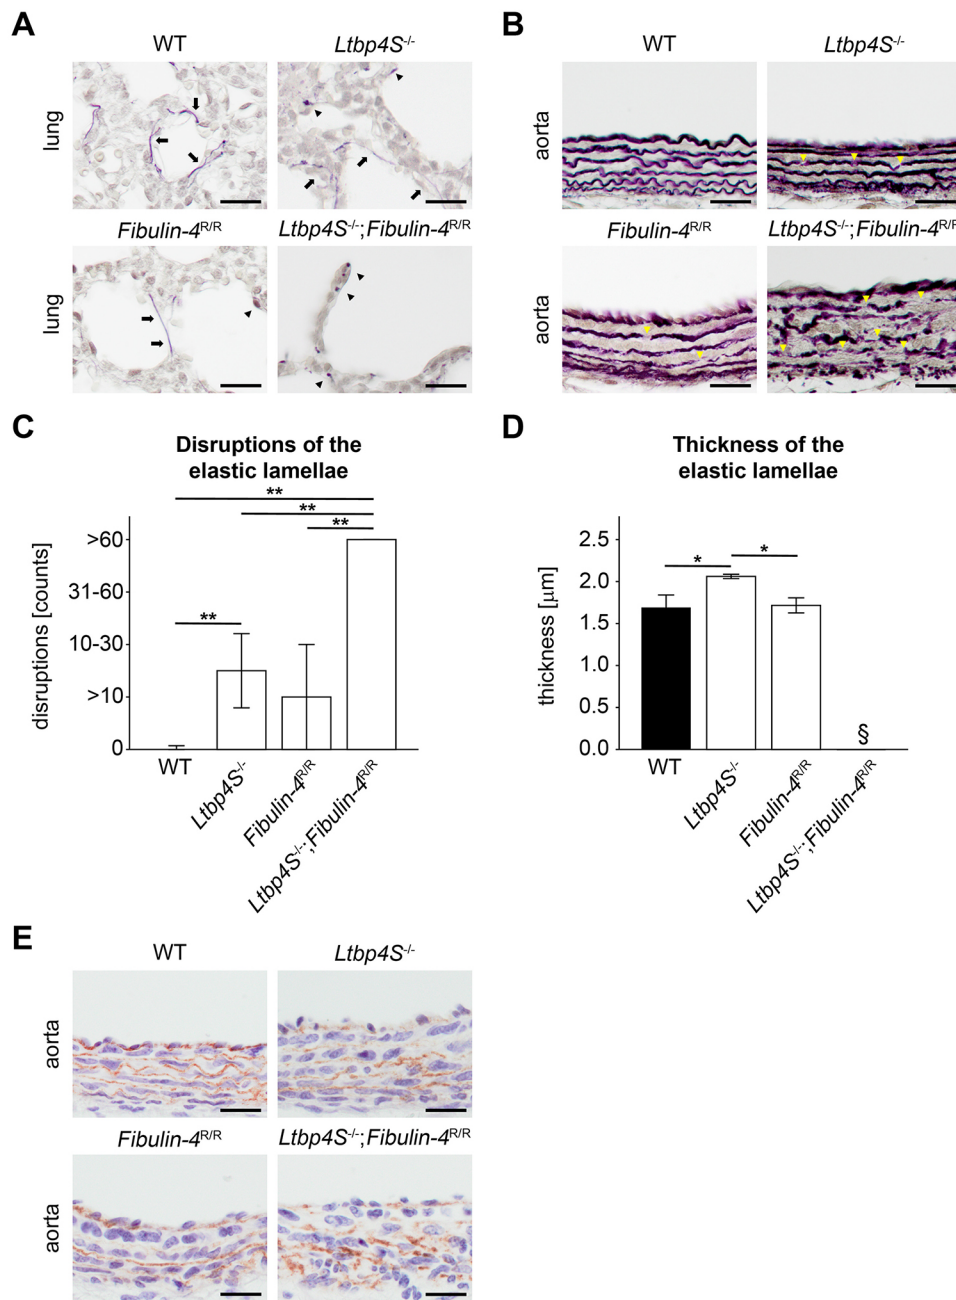 A
WT
Ltbp4S-/-
lung
Fibulin-4R/R
Ltbp4S-/-;Fibulin-4R/R
lung
B
WT
Ltbp4S-/-
aorta
Fibulin-4R/R
Ltbp4S-/-;Fibulin-4R/R
aorta
C
Disruptions of the
elastic lamellae
**
**
**
**
disruptions [counts]
>60
31-60
10-30
>10
0
WT
Ltbp4S-/-
Fibulin-4R/R
Ltbp4S-/-;Fibulin-4R/R
D
Thickness of the
elastic lamellae
*
*
thickness [µm]
2.5
2.0
1.5
1.0
0.5
0.0
§
WT
Ltbp4S-/-
Fibulin-4R/R
Ltbp4S-/-;Fibulin-4R/R
E
WT
Ltbp4S-/-
aorta
Fibulin-4R/R
Ltbp4S-/-;Fibulin-4R/R
aorta